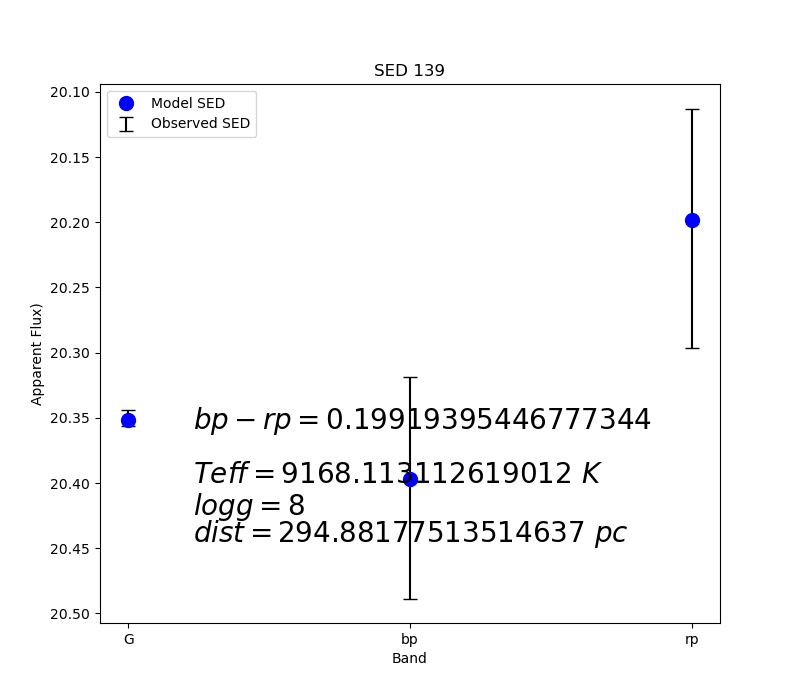 SED 139
Model SED
Observed SED
20.10
20.15
20.20
20.25
20.30
20.35
20.40
20.45
20.50
Apparent Flux)
bp − rp = 0.19919395446777344
Teff = 9168.113112619012 K
logg = 8
dist = 294.88177513514637 pc
G
bp
rp
Band